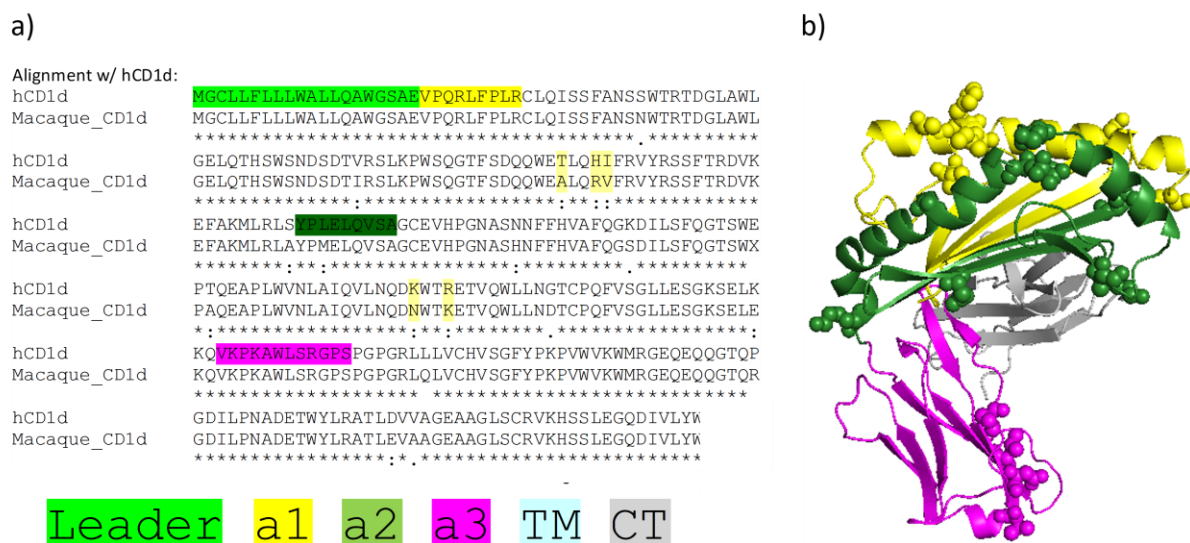 a)
b)
Alignment w/ hCD1d:
hCD1d MGCLLFLLLWALLQAWGSAEVPQRLFPLRCLQISSFANSSWTRTDGLAWL
Macaque_CD1d MGCLLFLLLWALLQAWGSAEVPQRLFPLRCLQISSFANSNWTRTDGLAWL
***************************************.**********
hCD1d GELQTHSWSNDSDTVRSLKPWSQGTFSDQQWETLQHIFRVYRSSFTRDVK
Macaque_CD1d GELQTHSWSNDSDTIRSLKPWSQGTFSDQQWEALQRVFRVYRSSFTRDVK
**************:*****************:**::*************
hCD1d EFAKMLRLSYPLELQVSAGCEVHPGNASNNFFHVAFQGKDILSFQGTSWE
Macaque_CD1d EFAKMLRLAYPMELQVSAGCEVHPGNASHNFFHVAFQGSDILSFQGTSWX
********:**:****************:*********.**********
hCD1d PTQEAPLWVNLAIQVLNQDKWTRETVQWLLNGTCPQFVSGLLESGKSELK
Macaque_CD1d PAQEAPLWVNLAIQVLNQDNWTKETVQWLLNDTCPQFVSGLLESGKSELE
*:*****************:**:********.*****************:
hCD1d KQVKPKAWLSRGPSPGPGRLLLVCHVSGFYPKPVWVKWMRGEQEQQGTQP
Macaque_CD1d KQVKPKAWLSRGPSPGPGRLQLVCHVSGFYPKPVWVKWMRGEQEQQGTQR
******************** ****************************
hCD1d GDILPNADETWYLRATLDVVAGEAAGLSCRVKHSSLEGQDIVLYW
Macaque_CD1d GDILPNADETWYLRATLEVAAGEAAGLSCRVKHSSLEGQDIVLYW
*****************:*.*************************
Leader a1 a2 a3 TM CT